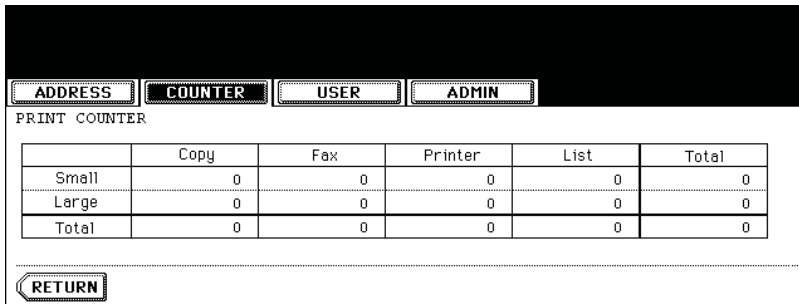 ADDRESS COUNTER USER ADMIN
PRINT COUNTER
Copy Fax Printer List Total
Small 0 0 0 0 0
Large 0 0 0 0 0
Total 0 0 0 0 0
RETURN